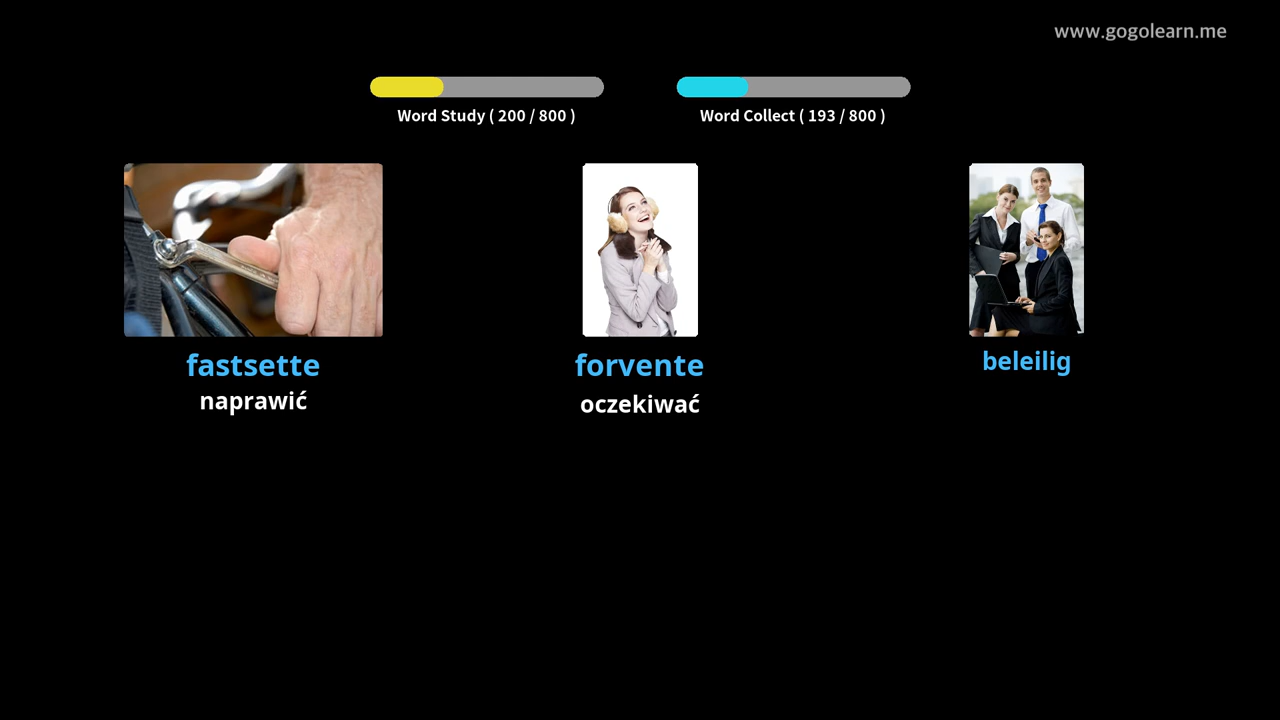 www.gogolearn.me
Word Study ( 200 / 800 )
Word Collect ( 193 / 800 )
fastsette
naprawić
forvente
oczekiwać
beleilig